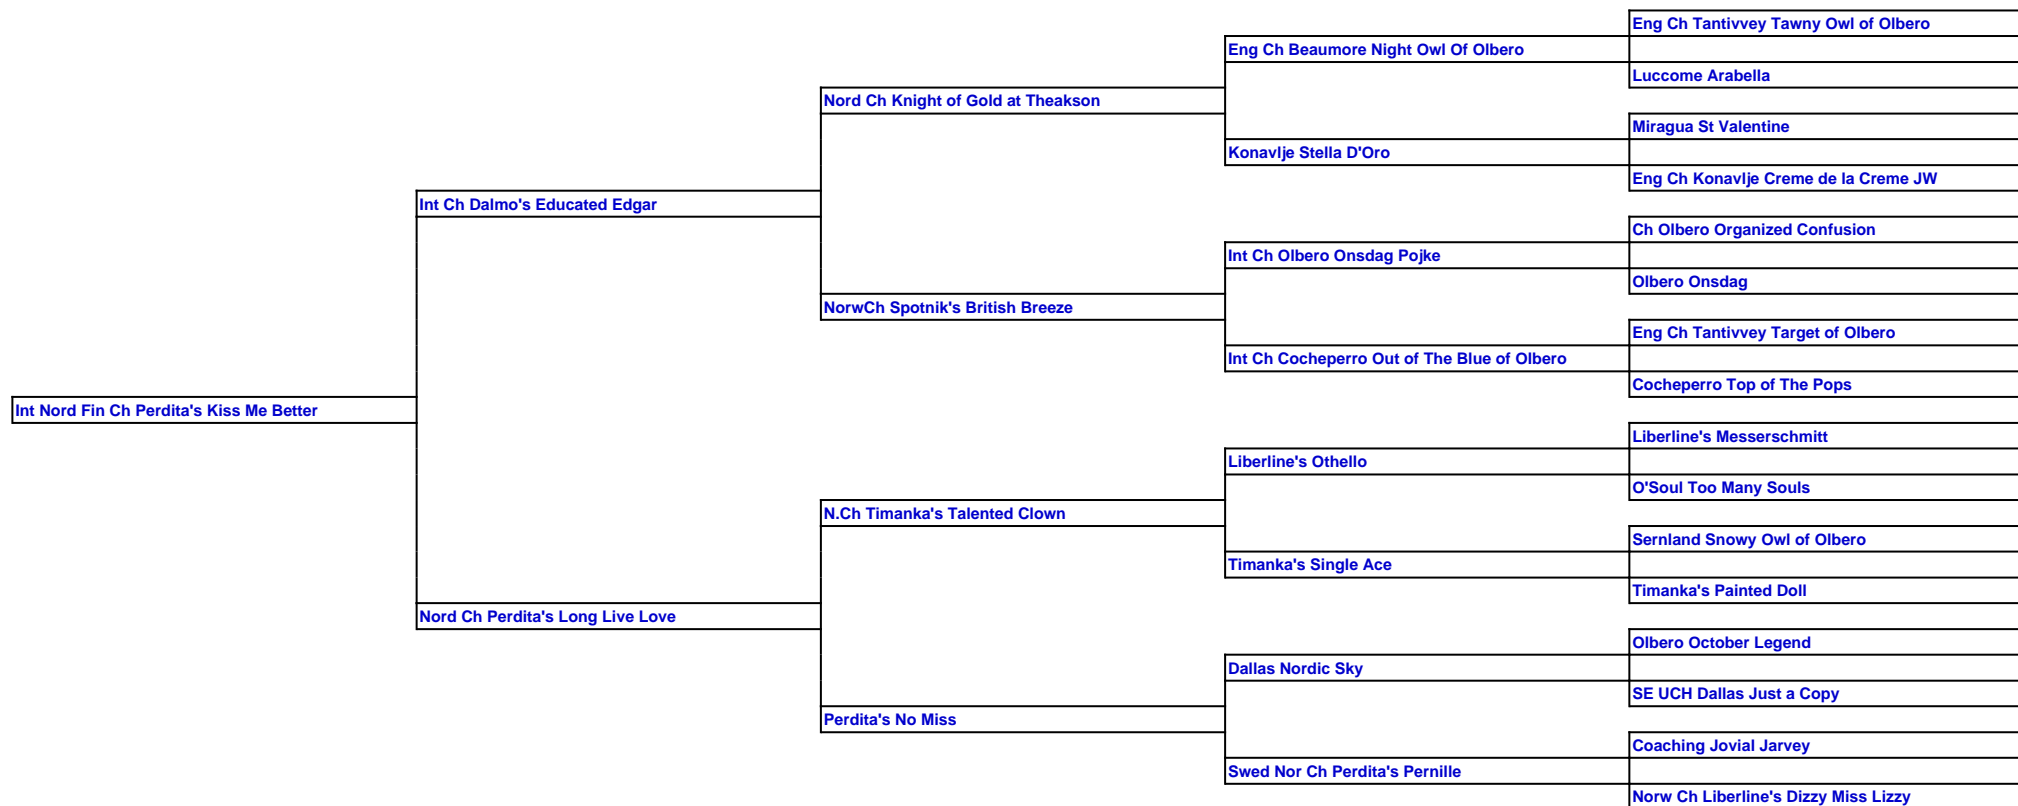 Eng Ch Tantivvey Tawny Owl of Olbero
Eng Ch Beaumore Night Owl Of Olbero
Luccome Arabella
Nord Ch Knight of Gold at Theakson
Miragua St Valentine
Konavlje Stella D'Oro
Eng Ch Konavlje Creme de la Creme JW
Int Ch Dalmo's Educated Edgar
Ch Olbero Organized Confusion
Int Ch Olbero Onsdag Pojke
Olbero Onsdag
NorwCh Spotnik's British Breeze
Eng Ch Tantivvey Target of Olbero
Int Ch Cocheperro Out of The Blue of Olbero
Cocheperro Top of The Pops
Int Nord Fin Ch Perdita's Kiss Me Better
Liberline's Messerschmitt
Liberline's Othello
O'Soul Too Many Souls
N.Ch Timanka's Talented Clown
Sernland Snowy Owl of Olbero
Timanka's Single Ace
Timanka's Painted Doll
Nord Ch Perdita's Long Live Love
Olbero October Legend
Dallas Nordic Sky
SE UCH Dallas Just a Copy
Perdita's No Miss
Coaching Jovial Jarvey
Swed Nor Ch Perdita's Pernille
Norw Ch Liberline's Dizzy Miss Lizzy